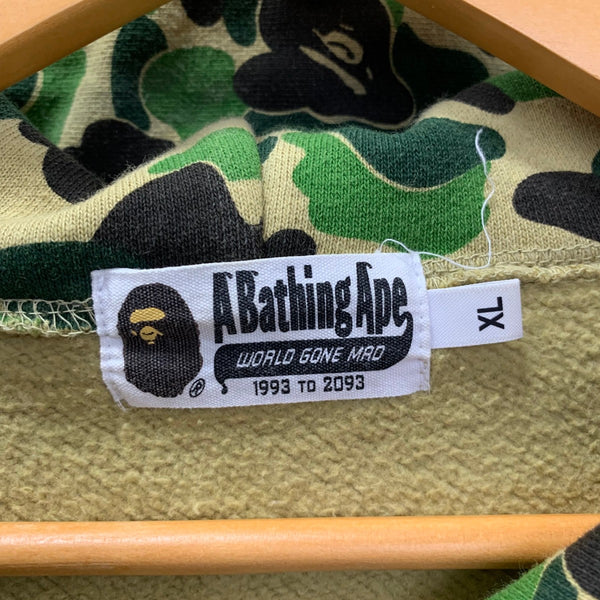 A Bathing Ape
WORLD GONE MAD
1993 TO 2093
®
XL